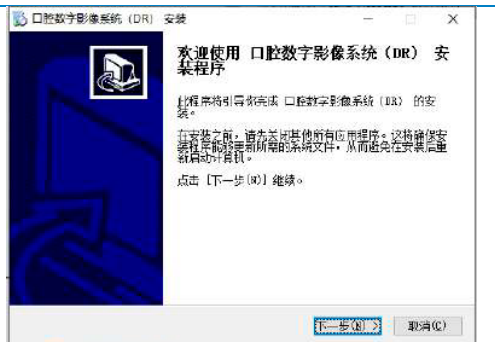 口腔数字影像系统（DR） 安装
欢迎使用 口腔数字影像系统（DR） 安
装程序
此程序将引导你完成 口腔数字影像系统（DR） 的安
装。
在安装之前，请先关闭其他所有应用程序。这将确保安
装程序能够更新所需的系统文件，从而避免在安装后重
新启动计算机。
点击 [下一步(N)] 继续。
下一步(N) >
取消(C)